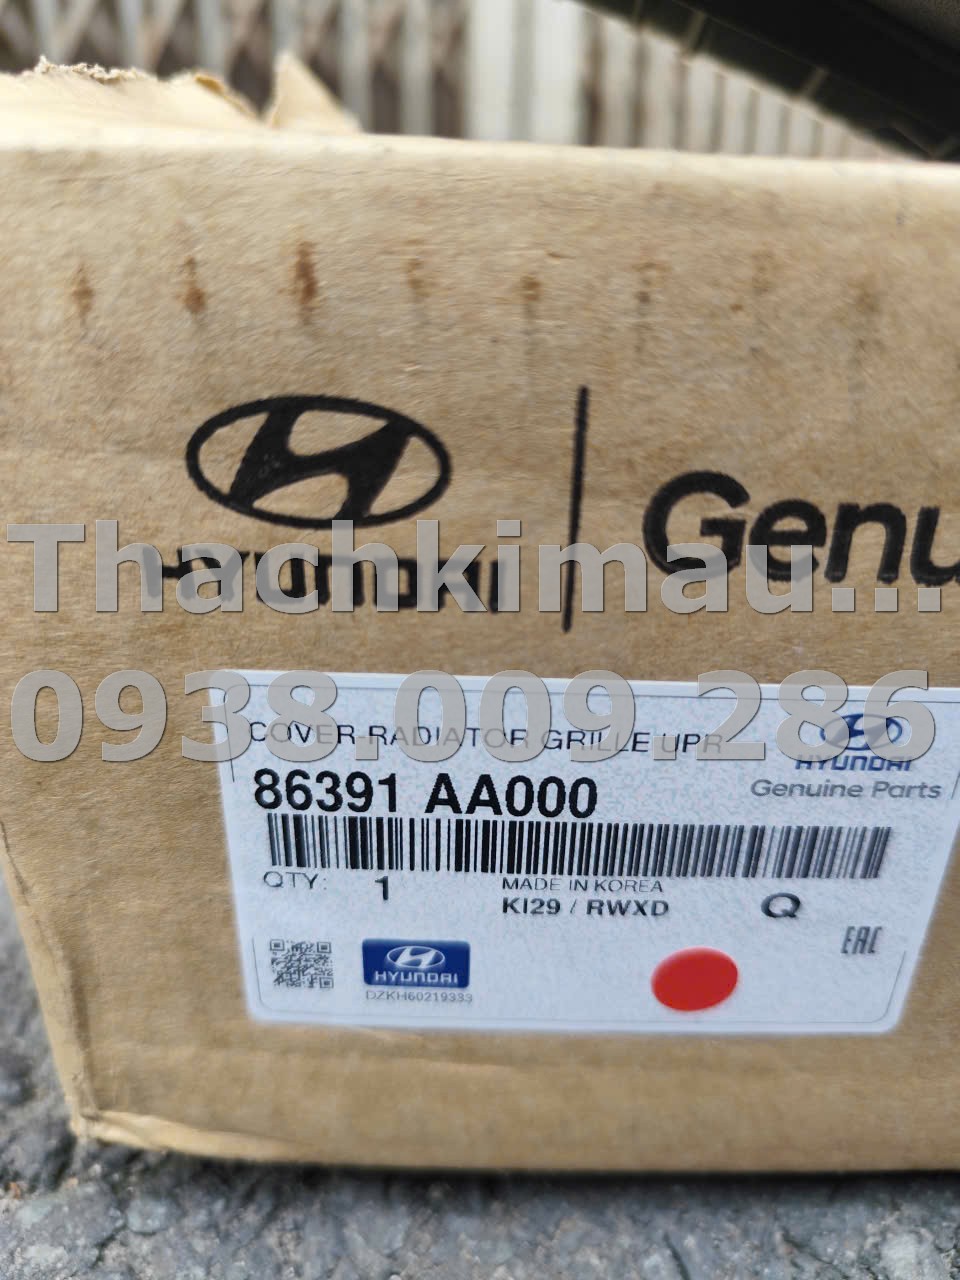 HYUNDAI
Genu
Thachkimau...
0938.009.286
COVER-RADIATOR GRILLE UPR
86391 AA000
HYUNDAI
Genuine Parts
QTY: 1
MADE IN KOREA
KI29 / RWXD
Q
EAC
HYUNDAI
DZKH60219333